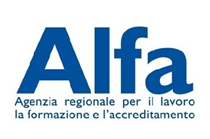 Alfa
Agenzia regionale per il lavoro
la formazione e l'accreditamento